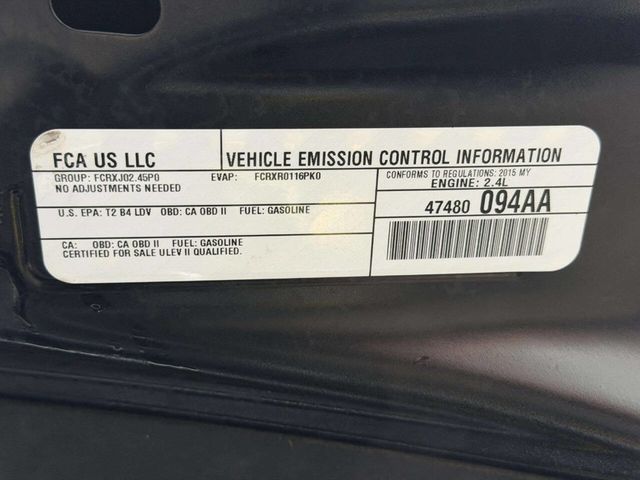 FCA US LLC
VEHICLE EMISSION CONTROL INFORMATION
GROUP: FCRXJ02.45P0 EVAP: FCRXR0116PK0
NO ADJUSTMENTS NEEDED
CONFORMS TO REGULATIONS: 2015 MY
ENGINE: 2.4L
U.S. EPA: T2 B4 LDV OBD: CA OBD II FUEL: GASOLINE
47480 094AA
CA: OBD: CA OBD II FUEL: GASOLINE
CERTIFIED FOR SALE ULEV II QUALIFIED.